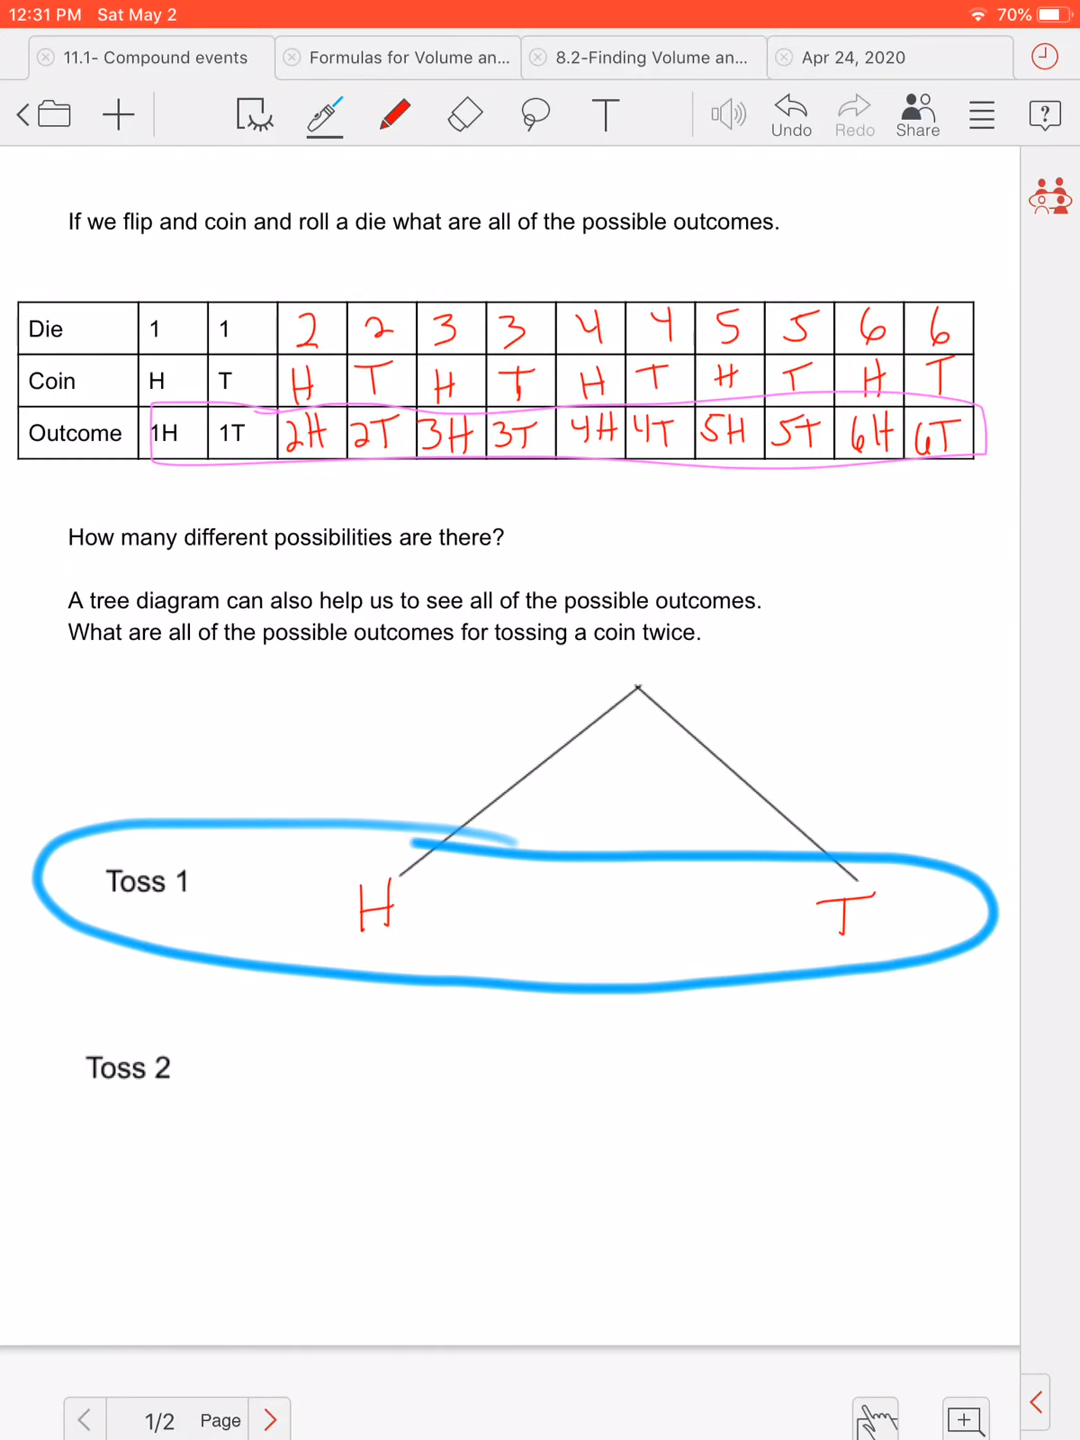 12:31 PM Sat May 2 70%
11.1- Compound events Formulas for Volume an... 8.2-Finding Volume an... Apr 24, 2020
T Undo Redo Share ?
If we flip and coin and roll a die what are all of the possible outcomes.
Die 1 1 2 2 3 3 4 4 5 5 6 6
Coin H T H T H T H T H T H T
Outcome 1H 1T 2H 2T 3H 3T 4H 4T 5H 5T 6H 6T
How many different possibilities are there?
A tree diagram can also help us to see all of the possible outcomes.
What are all of the possible outcomes for tossing a coin twice.
Toss 1 H T
Toss 2
1/2 Page